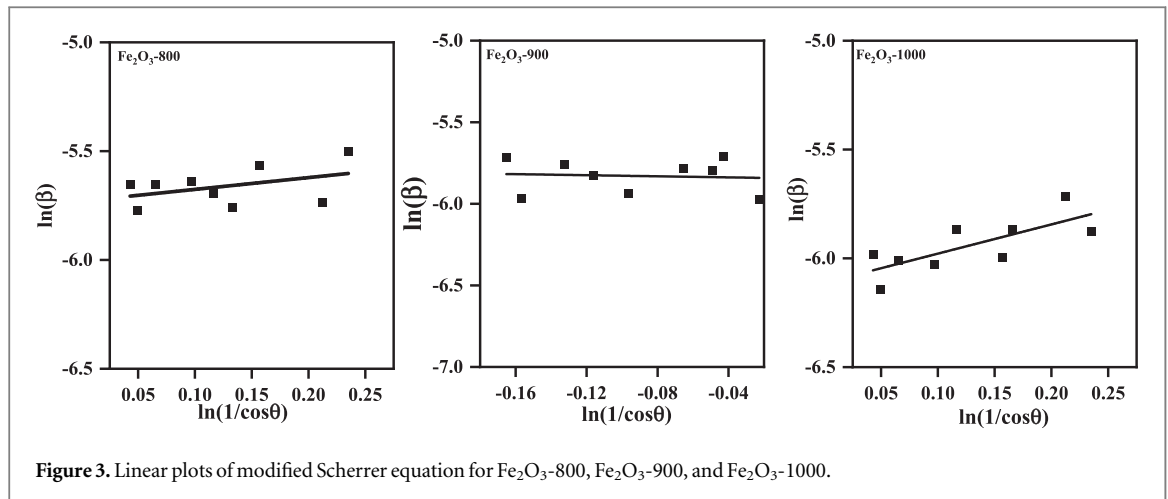 Fe₂O₃-800
-5.0
-5.5
-6.0
-6.5
ln(β)
0.05 0.10 0.15 0.20 0.25
ln(1/cosθ)
Fe₂O₃-900
-5.0
-5.5
-6.0
-6.5
-7.0
ln(β)
-0.16 -0.12 -0.08 -0.04
ln(1/cosθ)
Fe₂O₃-1000
-5.0
-5.5
-6.0
-6.5
ln(β)
0.05 0.10 0.15 0.20 0.25
ln(1/cosθ)
Figure 3. Linear plots of modified Scherrer equation for Fe₂O₃-800, Fe₂O₃-900, and Fe₂O₃-1000.